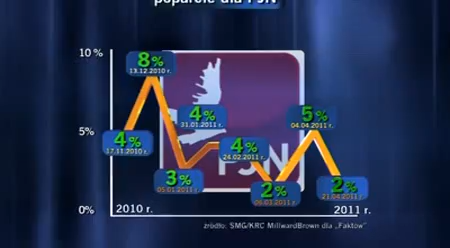 poparcie dla PJN
10 %
8%
13.12.2010 r.
4%
31.01.2011 r.
5%
04.04.2011 r.
5%
4%
17.11.2010 r.
4%
24.02.2011 r.
3%
05.01.2011 r.
PJN
2%
06.03.2011 r.
2%
21.04.2011 r.
0%
2010 r.
2011 r.
źródło: SMG/KRC MillwardBrown dla „Faktów"